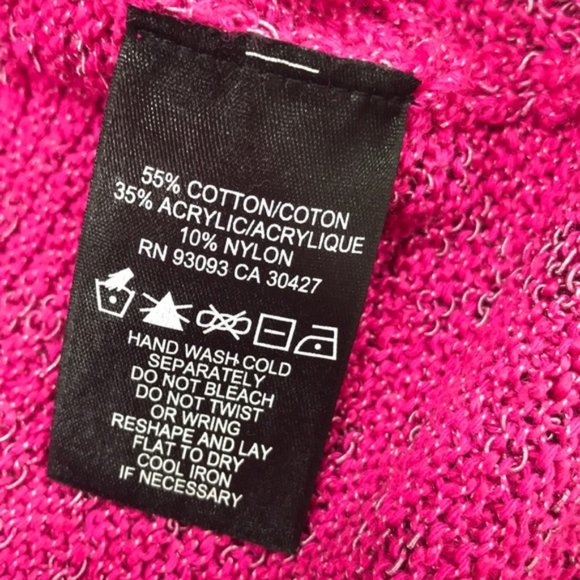 55% COTTON/COTON
35% ACRYLIC/ACRYLIQUE
10% NYLON
RN 93093 CA 30427
HAND WASH COLD
SEPARATELY
DO NOT BLEACH
DO NOT TWIST
OR WRING
RESHAPE AND LAY
FLAT TO DRY
COOL IRON
IF NECESSARY